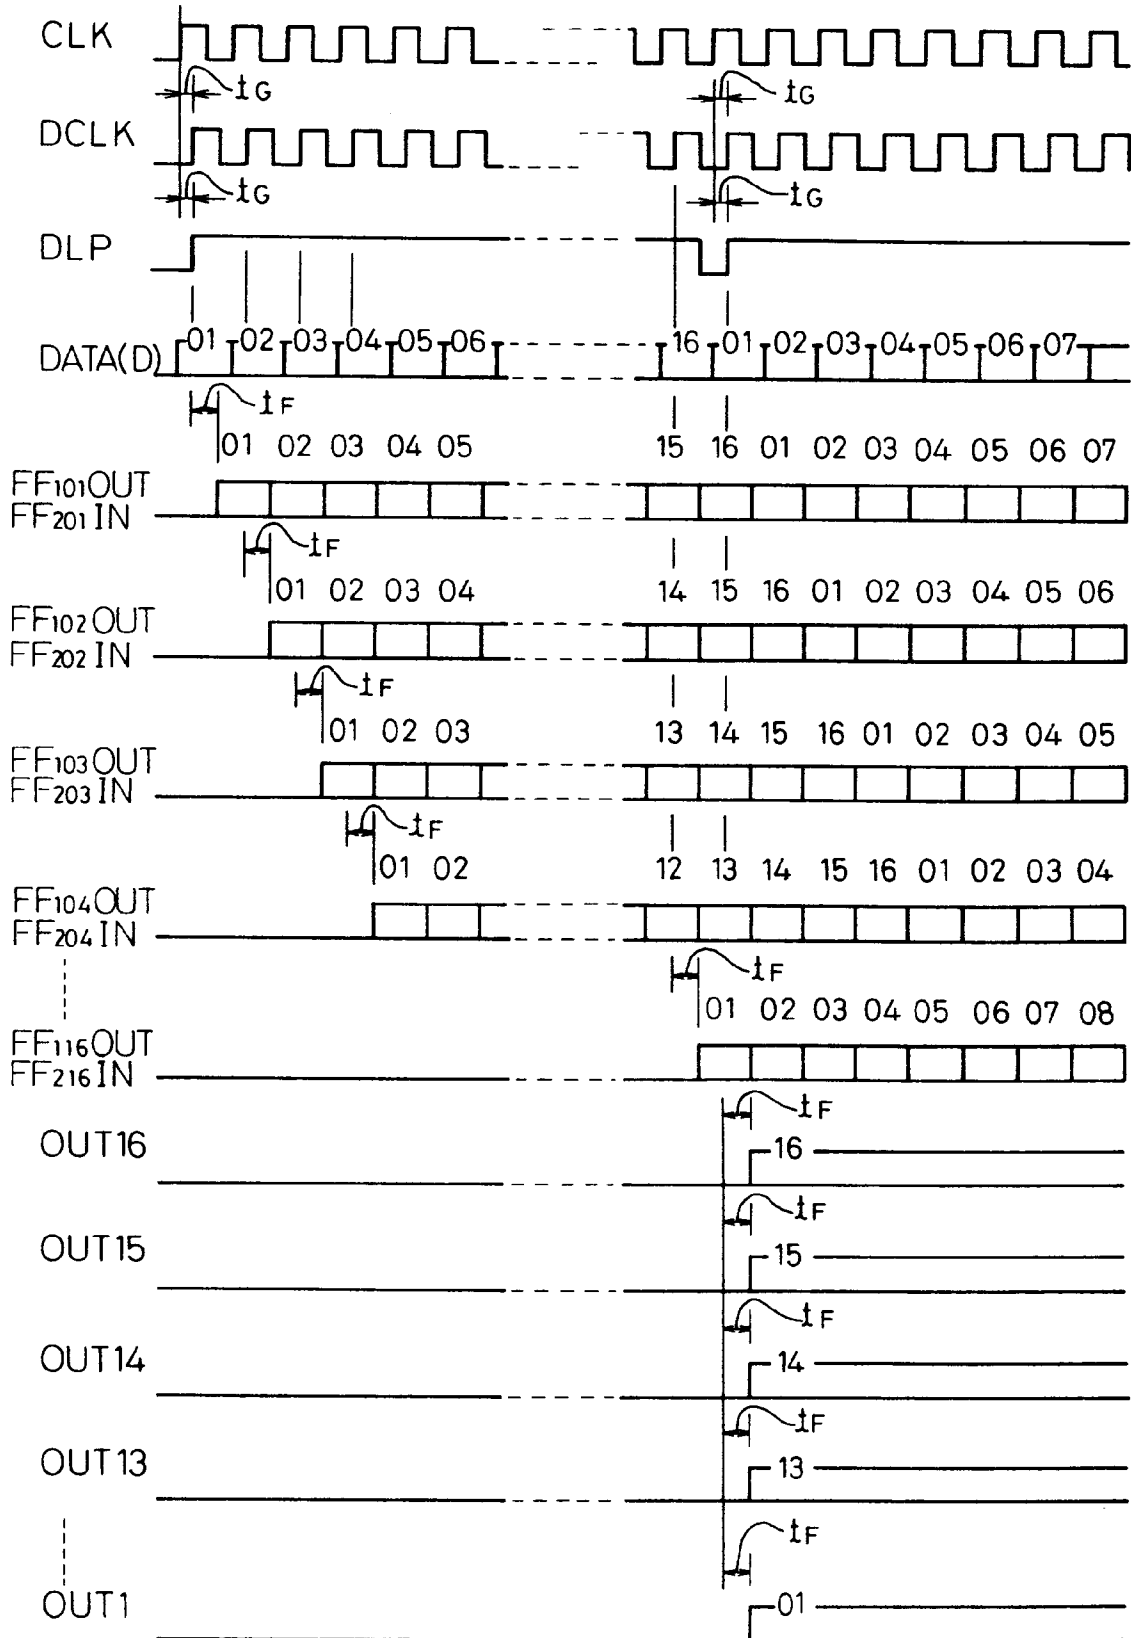 CLK
tG tG
DCLK
tG tG
DLP
DATA(D) 01 02 03 04 05 06 16 01 02 03 04 05 06 07
tF
01 02 03 04 05 15 16 01 02 03 04 05 06 07
FF101OUT
FF201IN
tF
01 02 03 04 14 15 16 01 02 03 04 05 06
FF102OUT
FF202IN
tF
01 02 03 13 14 15 16 01 02 03 04 05
FF103OUT
FF203IN
tF
01 02 12 13 14 15 16 01 02 03 04
FF104OUT
FF204IN
tF
01 02 03 04 05 06 07 08
FF116OUT
FF216IN
tF
OUT16 16
tF
OUT15 15
tF
OUT14 14
tF
OUT13 13
tF
OUT1 01